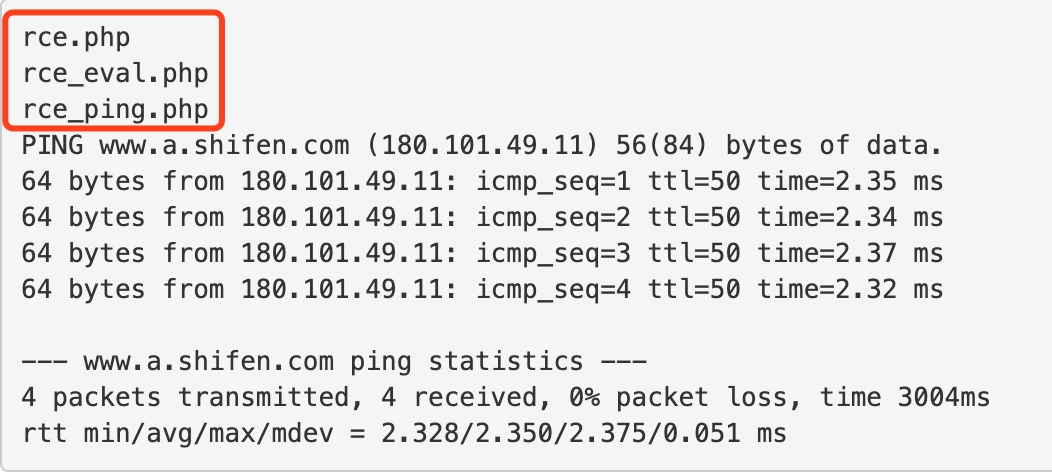 rce.php
rce_eval.php
rce_ping.php
PING www.a.shifen.com (180.101.49.11) 56(84) bytes of data.
64 bytes from 180.101.49.11: icmp_seq=1 ttl=50 time=2.35 ms
64 bytes from 180.101.49.11: icmp_seq=2 ttl=50 time=2.34 ms
64 bytes from 180.101.49.11: icmp_seq=3 ttl=50 time=2.37 ms
64 bytes from 180.101.49.11: icmp_seq=4 ttl=50 time=2.32 ms
--- www.a.shifen.com ping statistics ---
4 packets transmitted, 4 received, 0% packet loss, time 3004ms
rtt min/avg/max/mdev = 2.328/2.350/2.375/0.051 ms